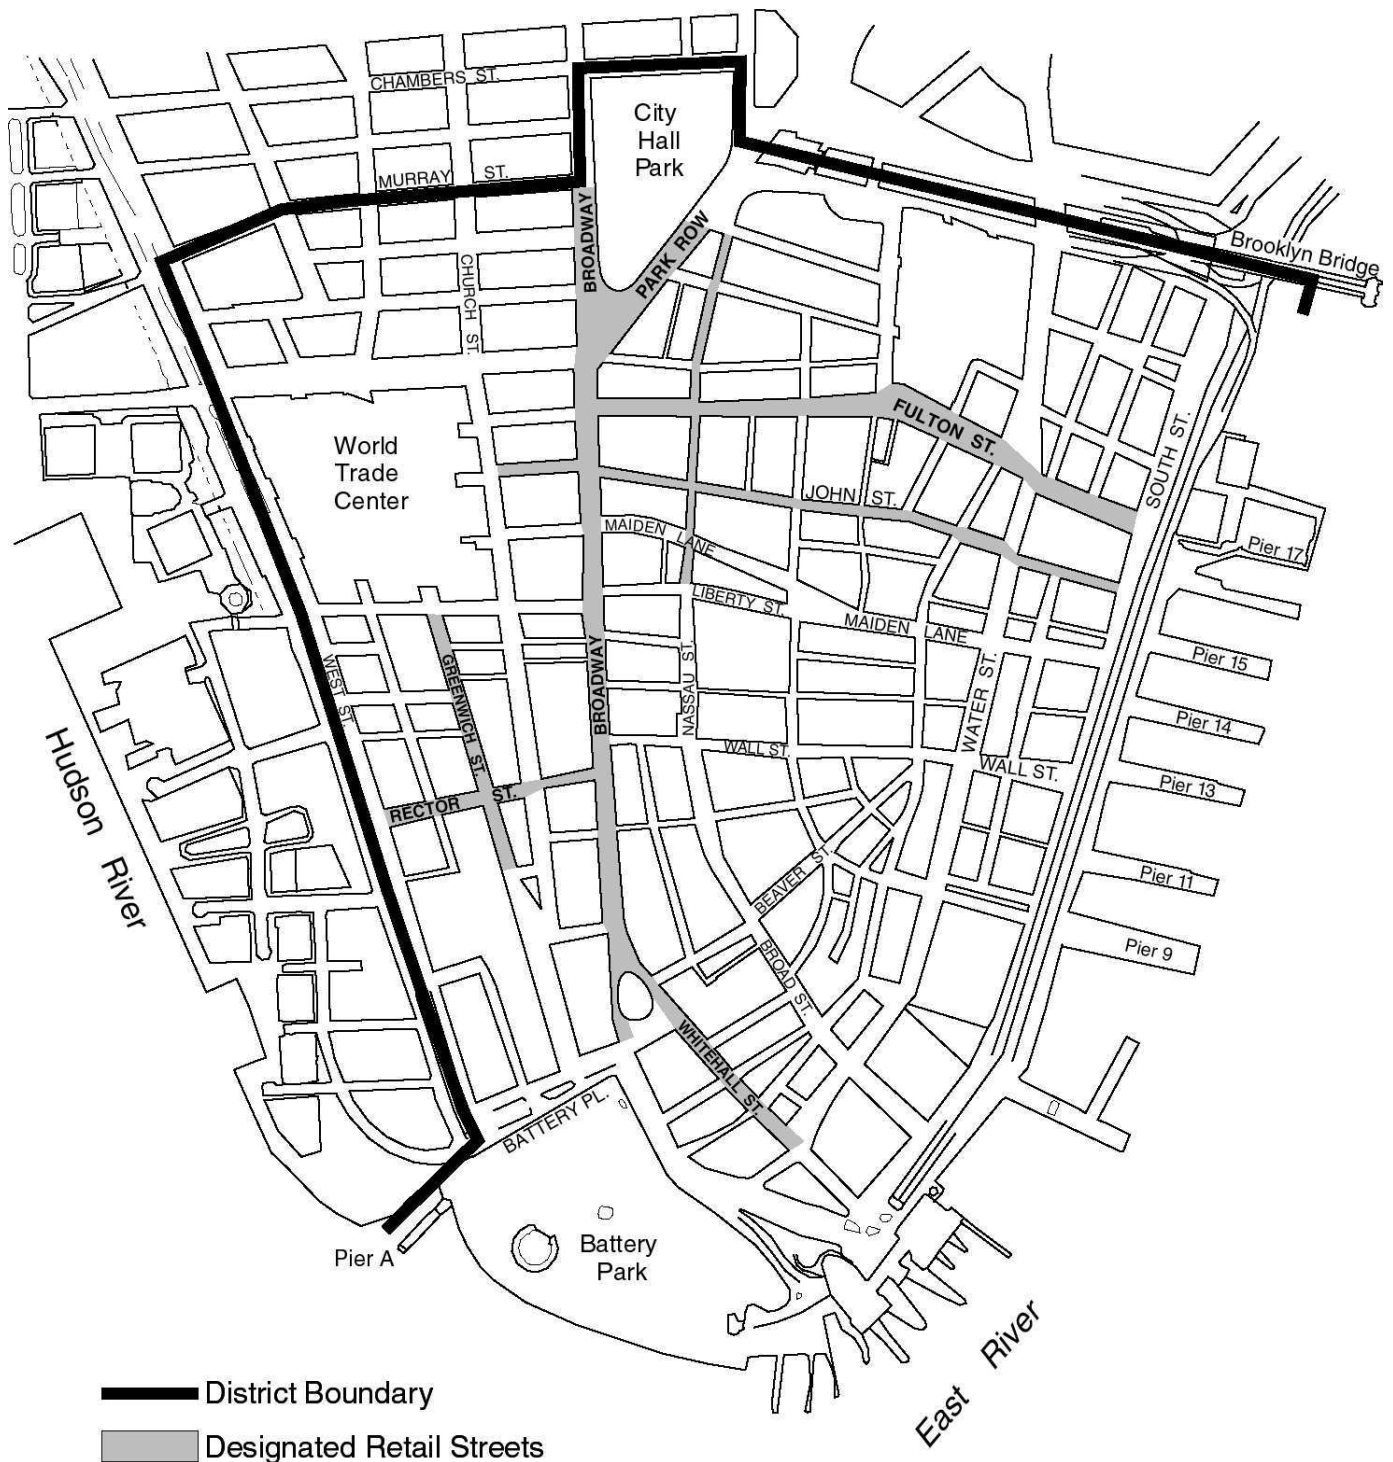 CHAMBERS ST.
City
Hall
Park
MURRAY ST.
BROADWAY
PARK ROW
Brooklyn Bridge
CHURCH ST.
World
Trade
Center
FULTON ST.
SOUTH ST.
JOHN ST.
MAIDEN LANE
Pier 17
LIBERTY ST.
MAIDEN LANE
Pier 15
WEST ST.
GREENWICH ST.
BROADWAY
NASSAU ST.
WATER ST.
Pier 14
Hudson River
WALL ST.
WALL ST.
Pier 13
RECTOR ST.
BEAVER ST.
Pier 11
BROAD ST.
Pier 9
WHITEHALL ST.
BATTERY PL.
Pier A
Battery
Park
East River
District Boundary
Designated Retail Streets